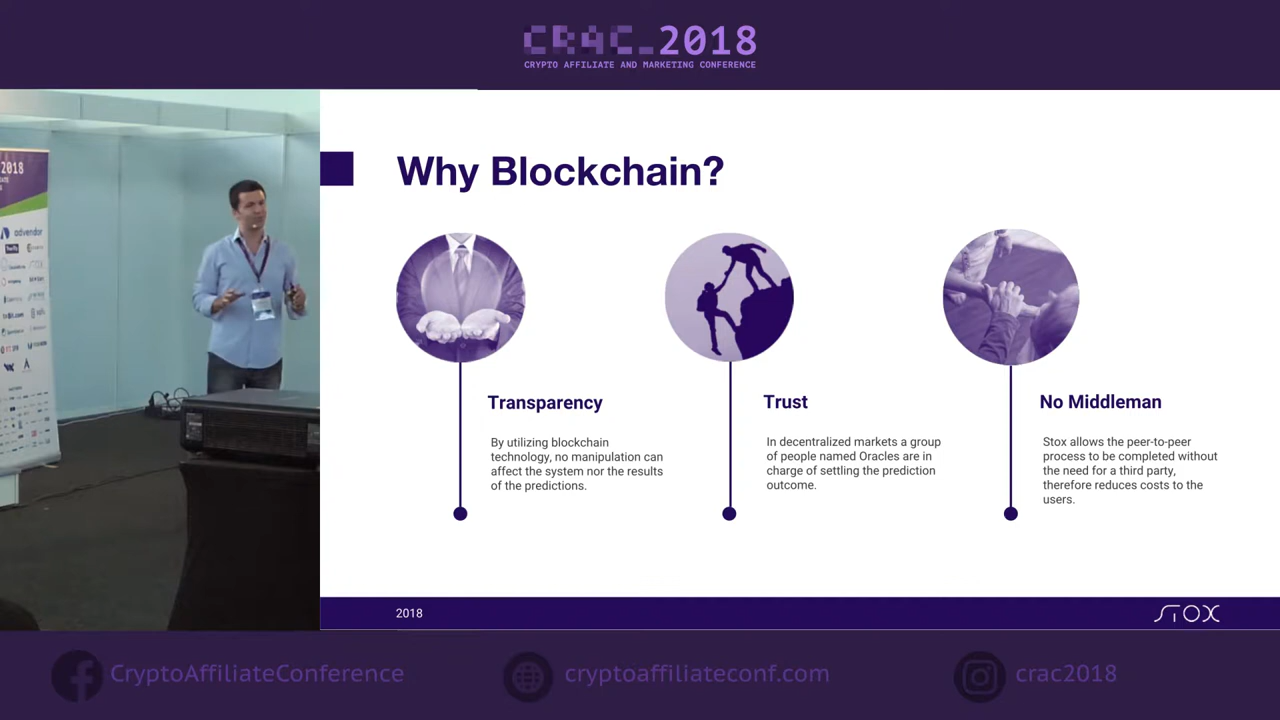 CRAC_2018
CRYPTO AFFILIATE AND MARKETING CONFERENCE
2018
advendor
Why Blockchain?
Transparency
By utilizing blockchain
technology, no manipulation can
affect the system nor the results
of the predictions.
Trust
In decentralized markets a group
of people named Oracles are in
charge of settling the prediction
outcome.
No Middleman
Stox allows the peer-to-peer
process to be completed without
the need for a third party,
therefore reduces costs to the
users.
2018
STOX
CryptoAffiliateConference
cryptoaffiliateconf.com
crac2018